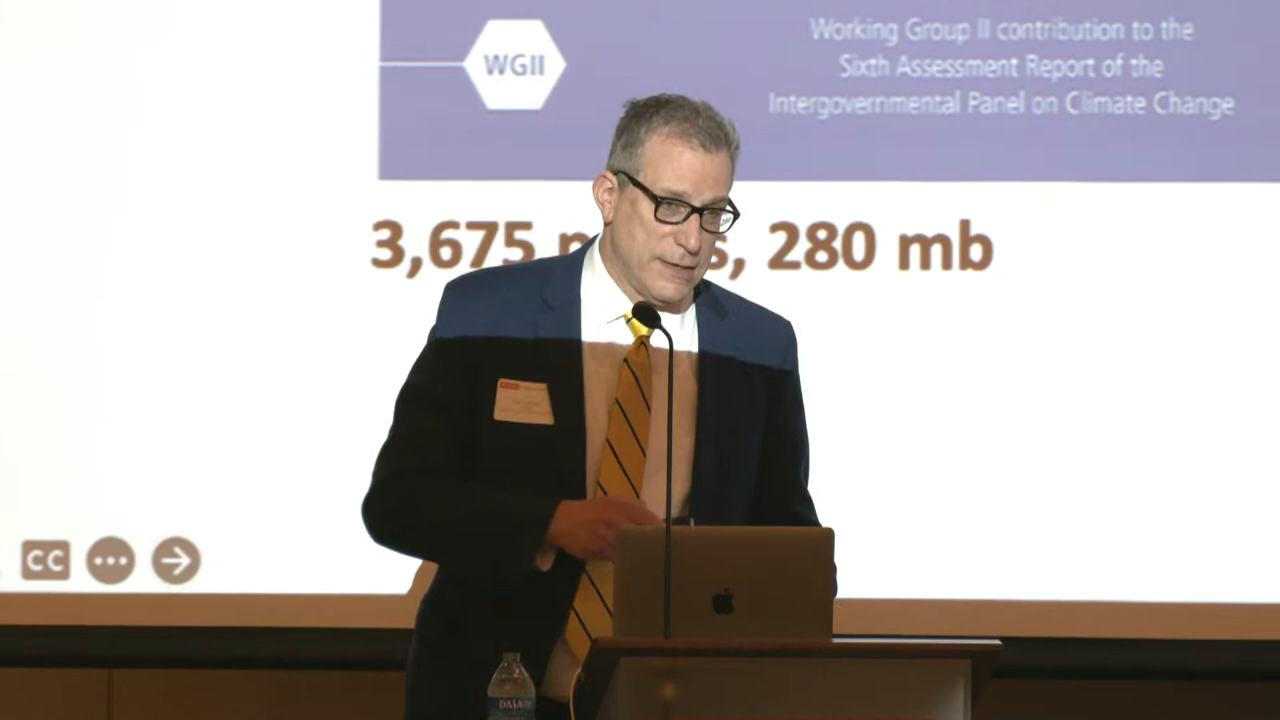 WGII
Working Group II contribution to the
Sixth Assessment Report of the
Intergovernmental Panel on Climate Change
3,675 , 280 mb
CC
DASANI